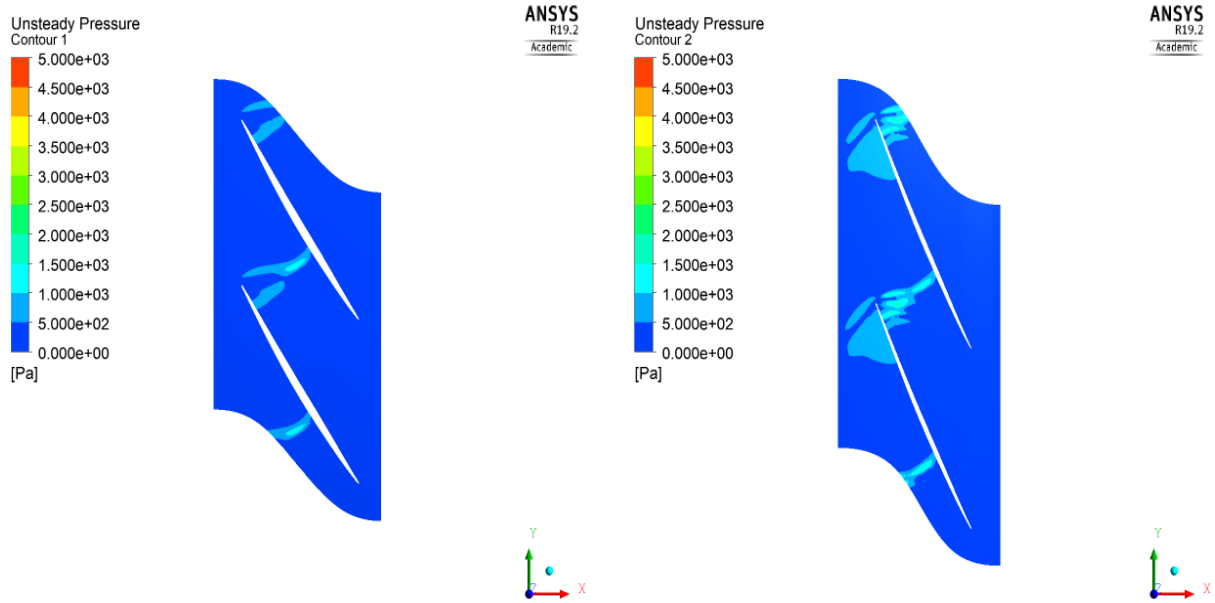 Unsteady Pressure
Contour 1
5.000e+03
4.500e+03
4.000e+03
3.500e+03
3.000e+03
2.500e+03
2.000e+03
1.500e+03
1.000e+03
5.000e+02
0.000e+00
[Pa]
ANSYS
R19.2
Academic
Y
Z
X
Unsteady Pressure
Contour 2
5.000e+03
4.500e+03
4.000e+03
3.500e+03
3.000e+03
2.500e+03
2.000e+03
1.500e+03
1.000e+03
5.000e+02
0.000e+00
[Pa]
ANSYS
R19.2
Academic
Y
Z
X